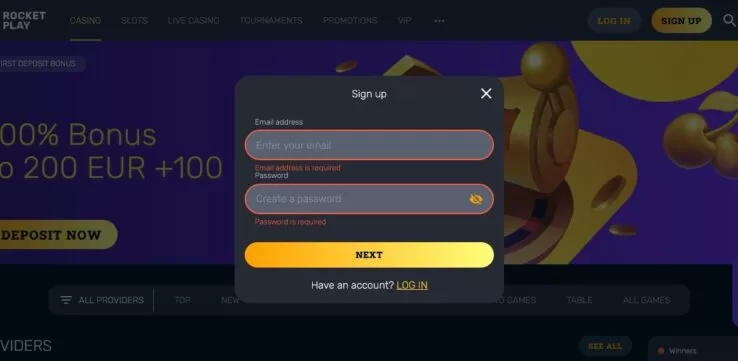 ROCKET
PLAY
CASINO
SLOTS
LIVE CASINO
TOURNAMENTS
PROMOTIONS
VIP
LOG IN
SIGN UP
FIRST DEPOSIT BONUS
00% Bonus
o 200 EUR +100
DEPOSIT NOW
Sign up
Email address
Enter your email
Email address is required
Password
Create a password
Password is required
NEXT
Have an account? LOG IN
ALL PROVIDERS
TOP
NEW
GAMES
TABLE
ALL GAMES
VIDERS
SEE ALL
Winners